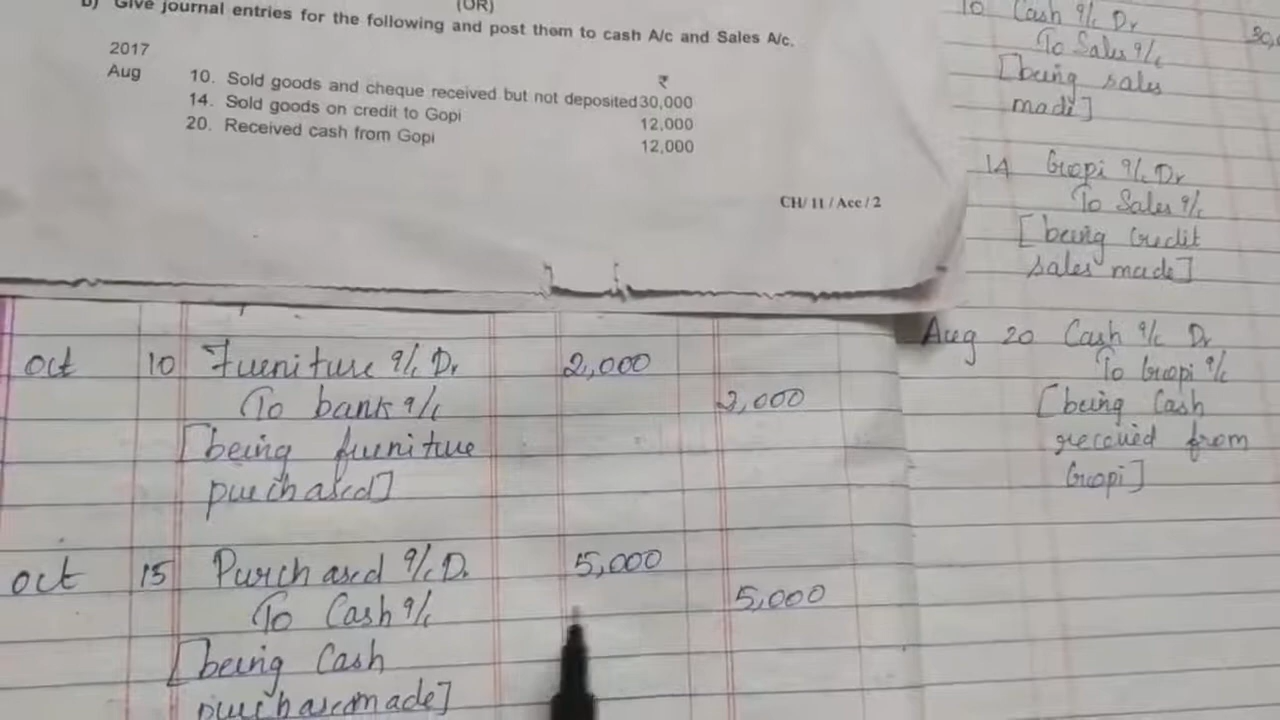 (OR)
b) Give journal entries for the following and post them to cash A/c and Sales A/c.
2017
Aug
₹
10. Sold goods and cheque received but not deposited 30,000
14. Sold goods on credit to Gopi 12,000
20. Received cash from Gopi 12,000
CH/ 11 / Acc / 2
10 Cash a/c Dr
To Sales a/c
[being sales
made]
14 Gopi a/c Dr
To Sales a/c
[being credit
sales made]
Aug 20 Cash a/c Dr
To Gopi a/c
[being Cash
received from
Gopi]
oct 10 Furniture a/c Dr 2,000
To bank a/c 2,000
[being furniture
purchased]
oct 15 Purchased a/c D. 5,000
To Cash a/c 5,000
[being Cash
purchase made]